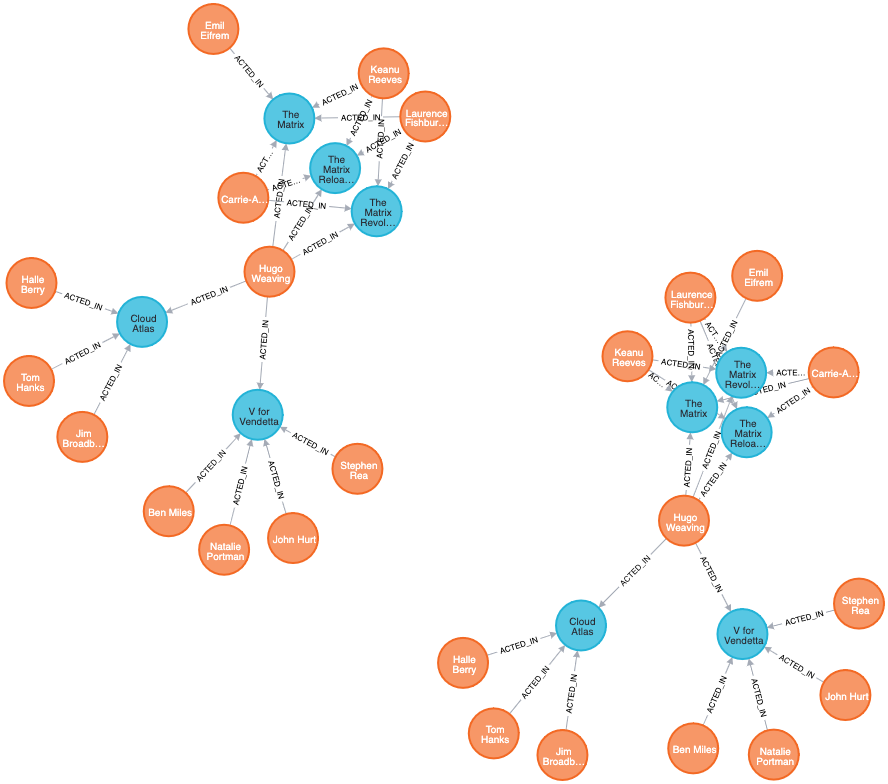 Emil
Eifrem
ACTED_IN
Keanu
Reeves
ACTED_IN
The
Matrix
Laurence
Fishbur...
ACTED_IN
ACTED_IN
ACTED_IN
ACTED_IN
ACTED_IN
ACT...
The
Matrix
Reloa...
ACTE...
Carrie-A...
ACTED_IN
ACTED_IN
The
Matrix
Revol...
ACTED_IN
ACTED_IN
Hugo
Weaving
ACTED_IN
Halle
Berry
ACTED_IN
Cloud
Atlas
ACTED_IN
Tom
Hanks
ACTED_IN
Jim
Broadb...
ACTED_IN
V for
Vendetta
ACTED_IN
Stephen
Rea
ACTED_IN
ACTED_IN
ACTED_IN
Ben Miles
Natalie
Portman
John Hurt
Emil
Eifrem
Laurence
Fishbur...
ACTED_IN
ACT...
ACTED_IN
Keanu
Reeves
ACTED_IN
AC...
The
Matrix
Revol...
ACTE...
Carrie-A...
ACTED_IN
The
Matrix
ACTED_IN
The
Matrix
Reloa...
ACTED_IN
ACTED_IN
ACTED_IN
Hugo
Weaving
ACTED_IN
ACTED_IN
Stephen
Rea
ACTED_IN
Cloud
Atlas
V for
Vendetta
ACTED_IN
Halle
Berry
ACTED_IN
ACTED_IN
ACTED_IN
ACTED_IN
ACTED_IN
John Hurt
Tom
Hanks
Jim
Broadb...
Ben Miles
Natalie
Portman